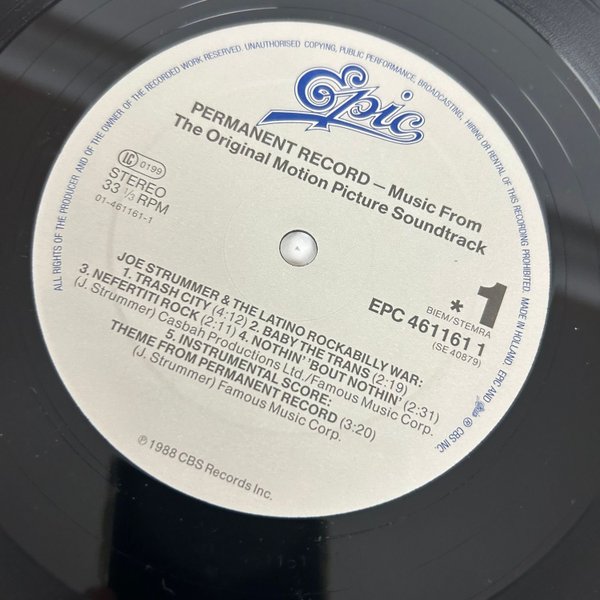 ALL RIGHTS OF THE PRODUCER AND OF THE OWNER OF THE RECORDED WORK RESERVED. UNAUTHORISED COPYING, PUBLIC PERFORMANCE, BROADCASTING, HIRING OR RENTAL OF THIS RECORDING PROHIBITED. MADE IN HOLLAND. EPIC AND Epic ® CBS INC.
Epic
PERMANENT RECORD – Music From
The Original Motion Picture Soundtrack
LC 0199
STEREO
33 1/3 RPM
01-461161-1
* 1
BIEM/STEMRA
EPC 461161 1
(SE 40879)
JOE STRUMMER & THE LATINO ROCKABILLY WAR:
1. TRASH CITY (4:12) 2. BABY THE TRANS (2:19)
3. NEFERTITI ROCK (2:11) 4. NOTHIN' 'BOUT NOTHIN' (2:31)
(J. Strummer) Casbah Productions Ltd./Famous Music Corp.
5. INSTRUMENTAL SCORE:
THEME FROM PERMANENT RECORD (3:20)
(J. Strummer) Famous Music Corp.
℗ 1988 CBS Records Inc.